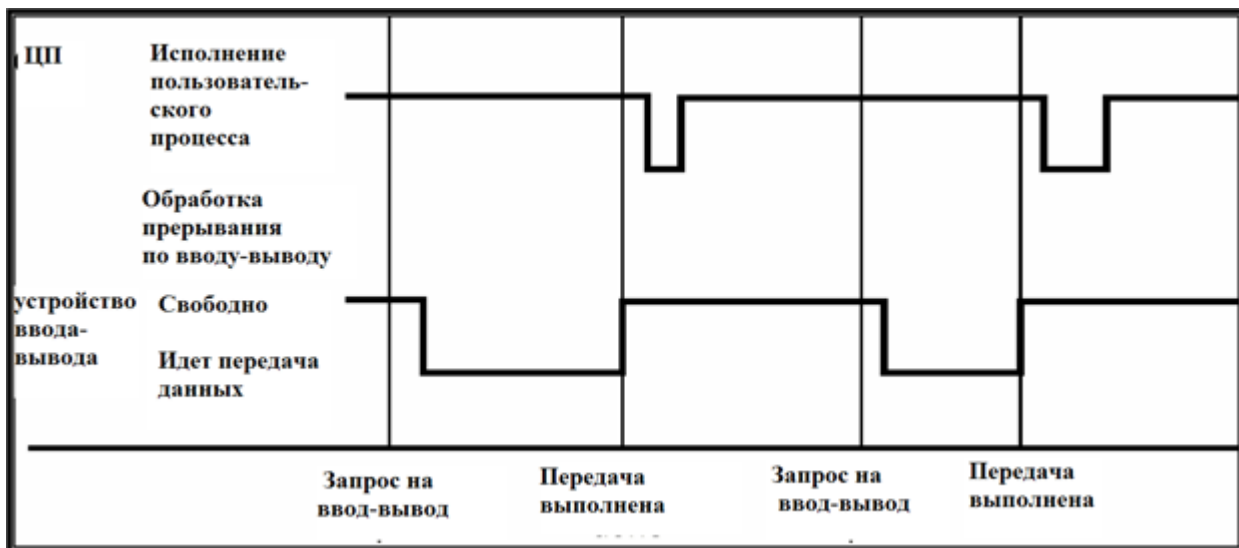 ЦП
Исполнение
пользователь-
ского
процесса
Обработка
прерывания
по вводу-выводу
устройство
ввода-
вывода
Свободно
Идет передача
данных
Запрос на
ввод-вывод
Передача
выполнена
Запрос на
ввод-вывод
Передача
выполнена